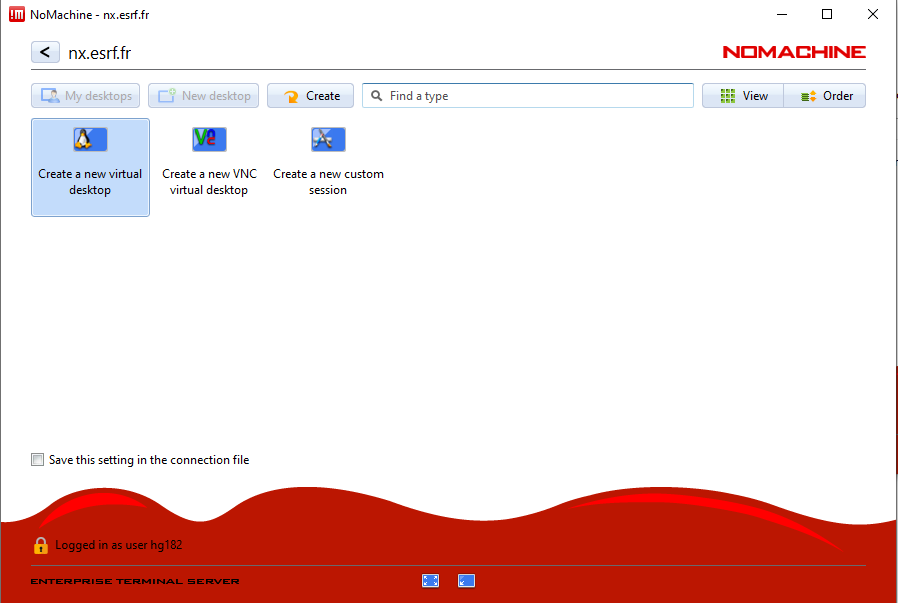 NoMachine - nx.esrf.fr
< nx.esrf.fr
NOMACHINE
My desktops
New desktop
Create
Find a type
View
Order
Create a new virtual
desktop
Create a new VNC
virtual desktop
Create a new custom
session
Save this setting in the connection file
Logged in as user hg182
ENTERPRISE TERMINAL SERVER